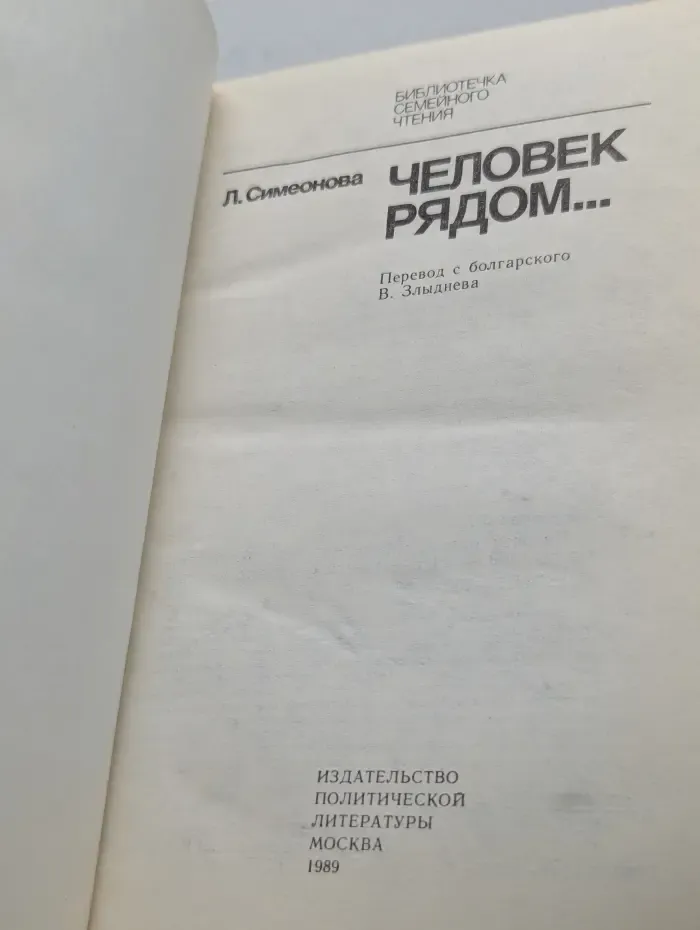 БИБЛИОТЕЧКА
СЕМЕЙНОГО
ЧТЕНИЯ
Л. Симеонова
ЧЕЛОВЕК
РЯДОМ...
Перевод с болгарского
В. Злыднева
ИЗДАТЕЛЬСТВО
ПОЛИТИЧЕСКОЙ
ЛИТЕРАТУРЫ
МОСКВА
1989